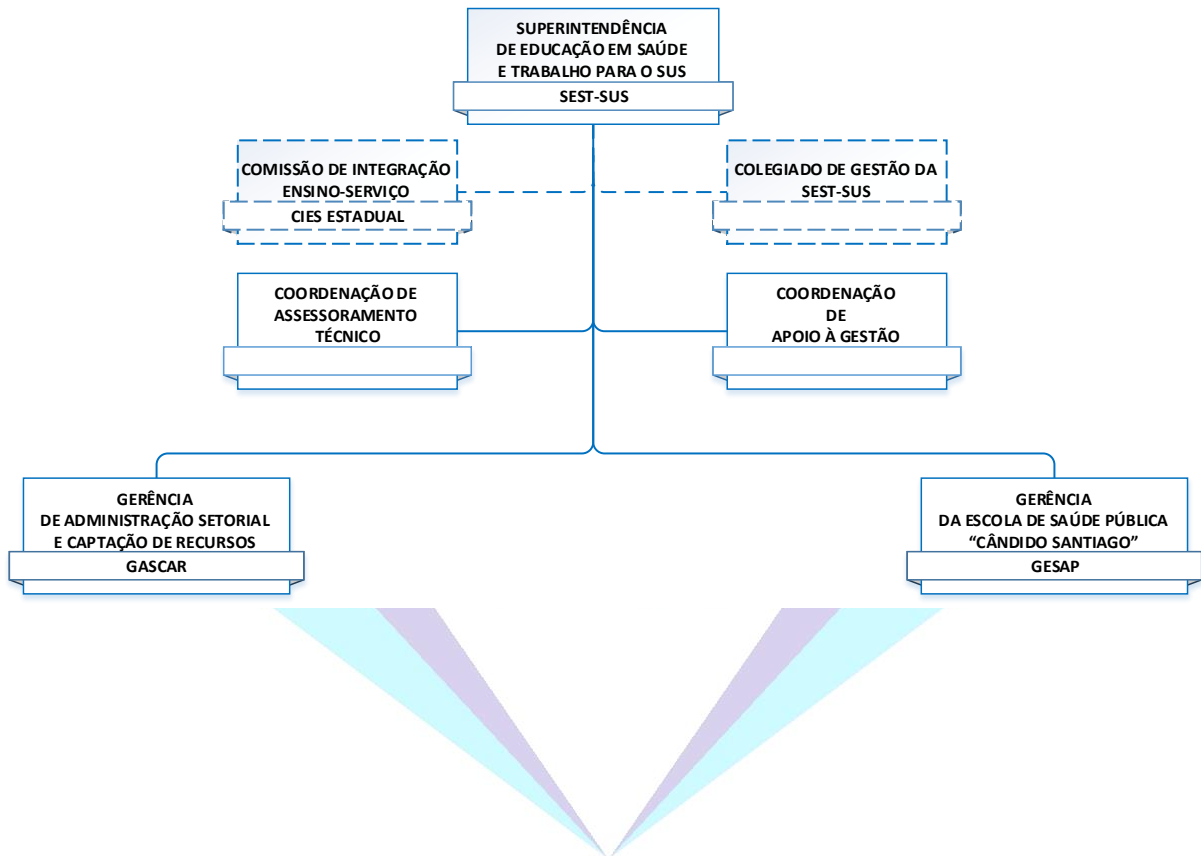 SUPERINTENDÊNCIA
DE EDUCAÇÃO EM SAÚDE
E TRABALHO PARA O SUS
SEST-SUS
COMISSÃO DE INTEGRAÇÃO
ENSINO-SERVIÇO
CIES ESTADUAL
COLEGIADO DE GESTÃO DA
SEST-SUS
COORDENAÇÃO DE
ASSESSORAMENTO
TÉCNICO
COORDENAÇÃO
DE
APOIO À GESTÃO
GERÊNCIA
DE ADMINISTRAÇÃO SETORIAL
E CAPTAÇÃO DE RECURSOS
GASCAR
GERÊNCIA
DA ESCOLA DE SAÚDE PÚBLICA
“CÂNDIDO SANTIAGO”
GESAP